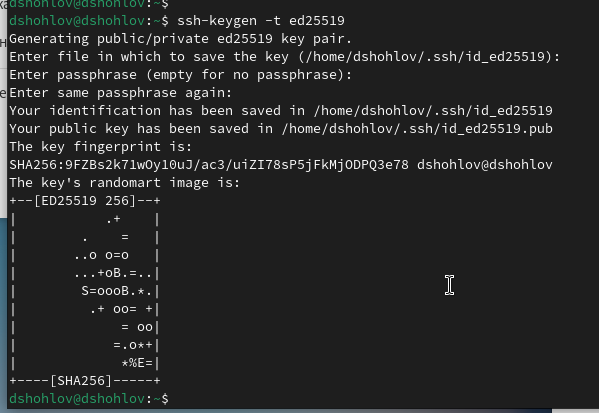 dshohlov@dshohlov:~$
dshohlov@dshohlov:~$ ssh-keygen -t ed25519
Generating public/private ed25519 key pair.
Enter file in which to save the key (/home/dshohlov/.ssh/id_ed25519):
Enter passphrase (empty for no passphrase):
Enter same passphrase again:
Your identification has been saved in /home/dshohlov/.ssh/id_ed25519
Your public key has been saved in /home/dshohlov/.ssh/id_ed25519.pub
The key fingerprint is:
SHA256:9FZBs2k71wOy10uJ/ac3/uiZI78sP5jFkMjODPQ3e78 dshohlov@dshohlov
The key's randomart image is:
+--[ED25519 256]--+
|            .+    |
|         .    =   |
|        ..o o=o   |
|        ...+oB.=..|
|         S=oooB.*.|
|          .+ oo= +|
|              = oo|
|             =.o*+|
|              *%E=|
+----[SHA256]-----+
dshohlov@dshohlov:~$